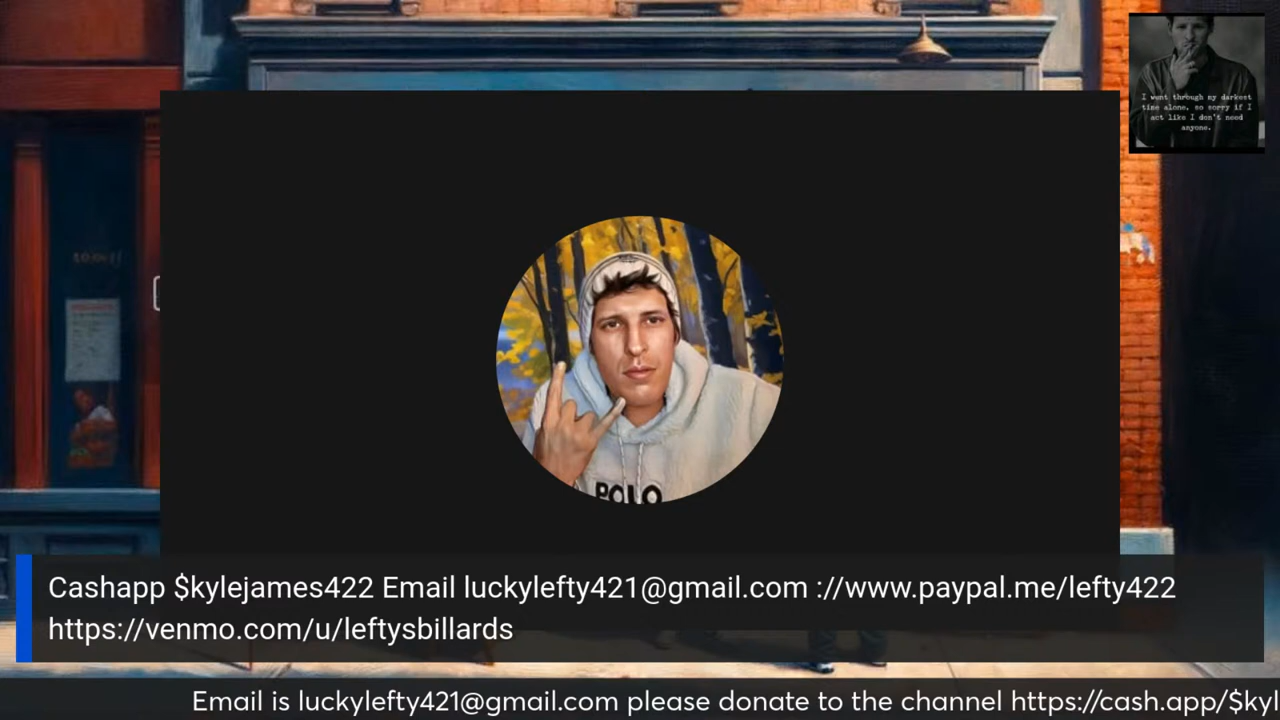 I went through my darkest
time alone, so sorry if I
act like I don't need
anyone.
POLO
Cashapp $kylejames422 Email luckylefty421@gmail.com ://www.paypal.me/lefty422
https://venmo.com/u/leftysbillards
Email is luckylefty421@gmail.com please donate to the channel https://cash.app/$kyl